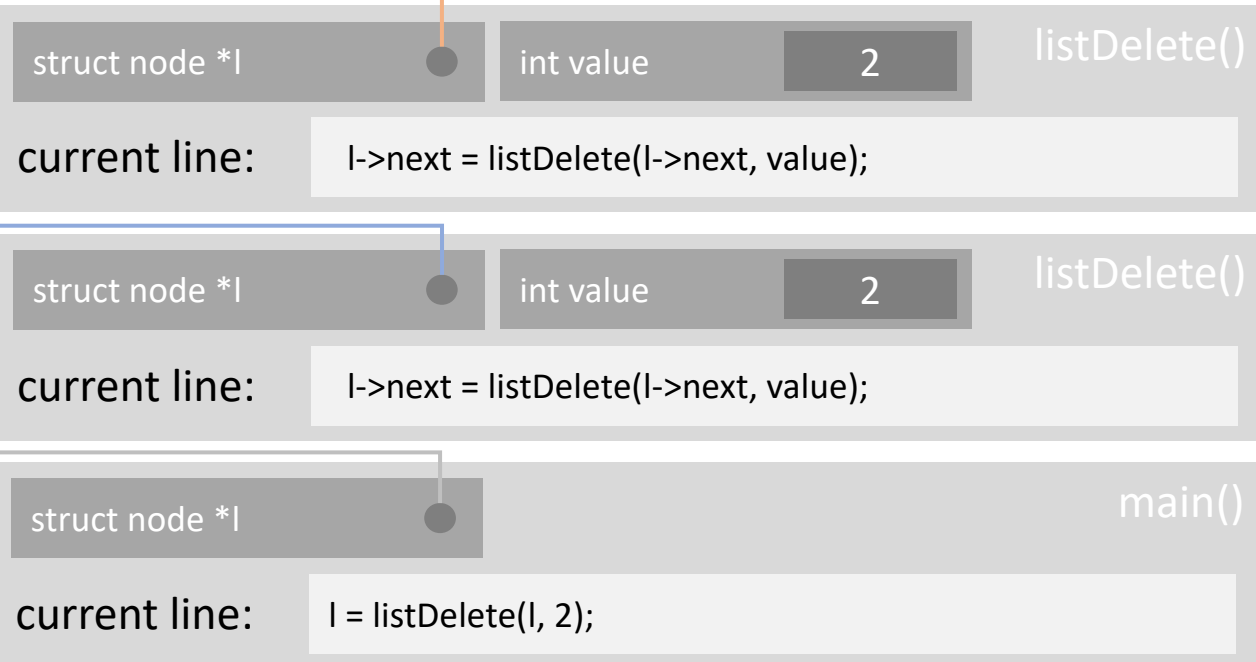 struct node *l int value 2 listDelete()
current line: l->next = listDelete(l->next, value);
struct node *l int value 2 listDelete()
current line: l->next = listDelete(l->next, value);
struct node *l main()
current line: l = listDelete(l, 2);